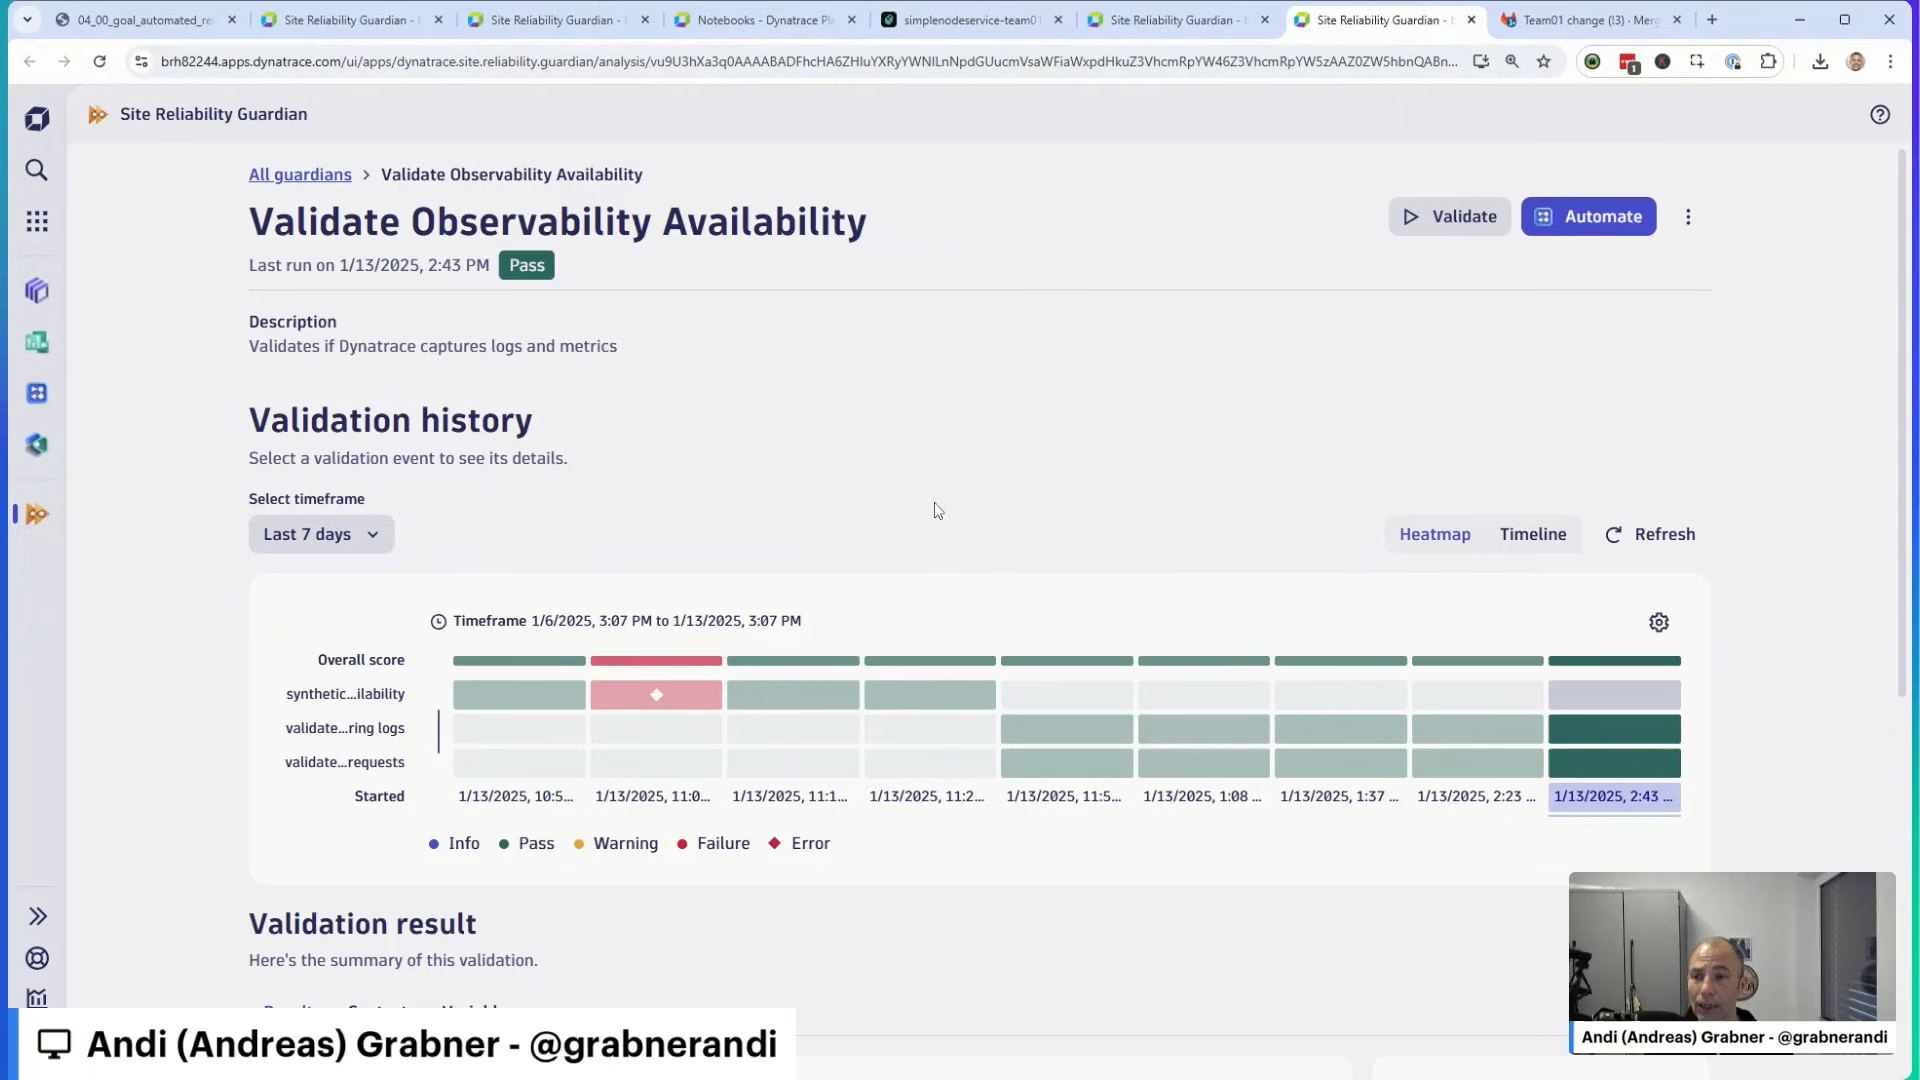 04_00_goal_automated_re
Site Reliability Guardian -
Site Reliability Guardian -
Notebooks - Dynatrace Pl
simplenodeservice-team01
Site Reliability Guardian -
Site Reliability Guardian -
Team01 change (!3) · Merg
brh82244.apps.dynatrace.com/ui/apps/dynatrace.site.reliability.guardian/analysis/vu9U3hXa3q0AAAABADFhcHA6ZHluYXRyYWNlLnNpdGUucmVsaWFiaWxpdHkuZ3VhcmRpYW46Z3VhcmRpYW5zAAZ0ZW5hbnQABn...
1
Site Reliability Guardian
All guardians > Validate Observability Availability
Validate Observability Availability
Validate
Automate
Last run on 1/13/2025, 2:43 PM Pass
Description
Validates if Dynatrace captures logs and metrics
Validation history
Select a validation event to see its details.
Select timeframe
Last 7 days
Heatmap
Timeline
Refresh
Timeframe 1/6/2025, 3:07 PM to 1/13/2025, 3:07 PM
Overall score
synthetic...ilability
validate...ring logs
validate...requests
Started 1/13/2025, 10:5... 1/13/2025, 11:0... 1/13/2025, 11:1... 1/13/2025, 11:2... 1/13/2025, 11:5... 1/13/2025, 1:08 ... 1/13/2025, 1:37 ... 1/13/2025, 2:23 ... 1/13/2025, 2:43 ...
Info Pass Warning Failure Error
Validation result
Here's the summary of this validation.
Andi (Andreas) Grabner - @grabnerandi
Andi (Andreas) Grabner - @grabnerandi